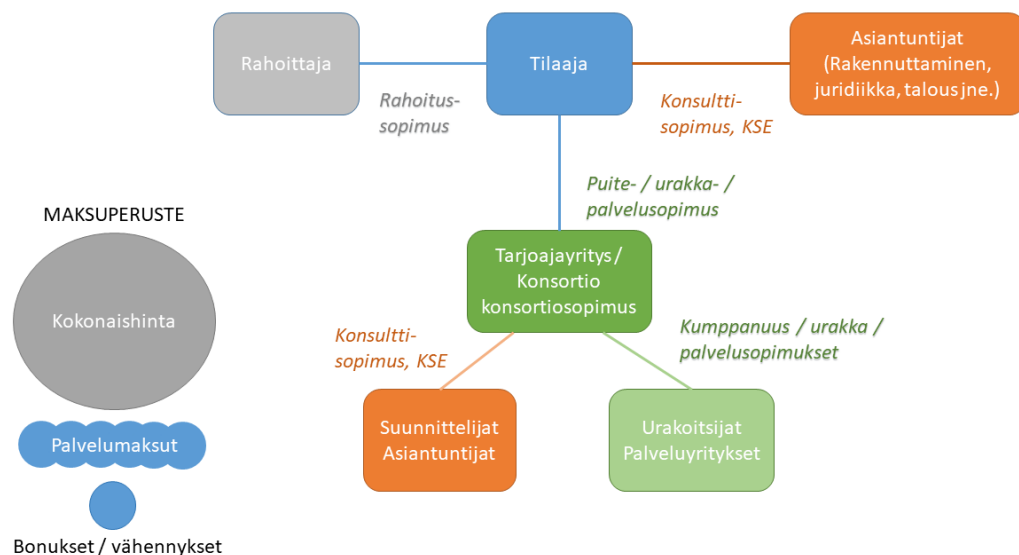 Rahoittaja
Tilaaja
Asiantuntijat
(Rakennuttaminen,
juridiikka, talous jne.)
Rahoitus-
sopimus
Konsultti-
sopimus, KSE
Puite- / urakka- /
palvelusopimus
MAKSUPERUSTE
Kokonaishinta
Palvelumaksut
Bonukset / vähennykset
Tarjoajayritys /
Konsortio
konsortiosopimus
Konsultti-
sopimus, KSE
Kumppanuus / urakka /
palvelusopimukset
Suunnittelijat
Asiantuntijat
Urakoitsijat
Palveluyritykset